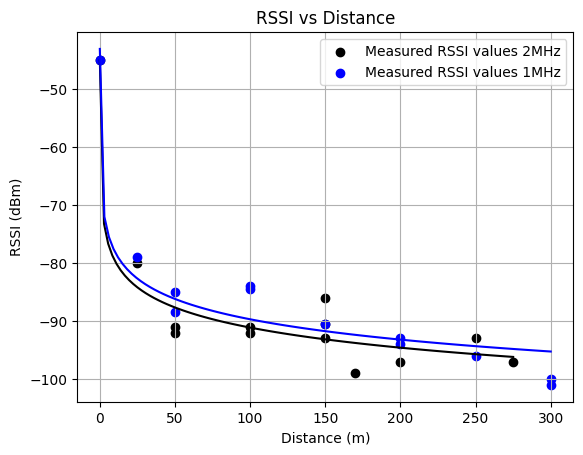 RSSI vs Distance
Measured RSSI values 2MHz
Measured RSSI values 1MHz
RSSI (dBm)
−50
−60
−70
−80
−90
−100
0 50 100 150 200 250 300
Distance (m)